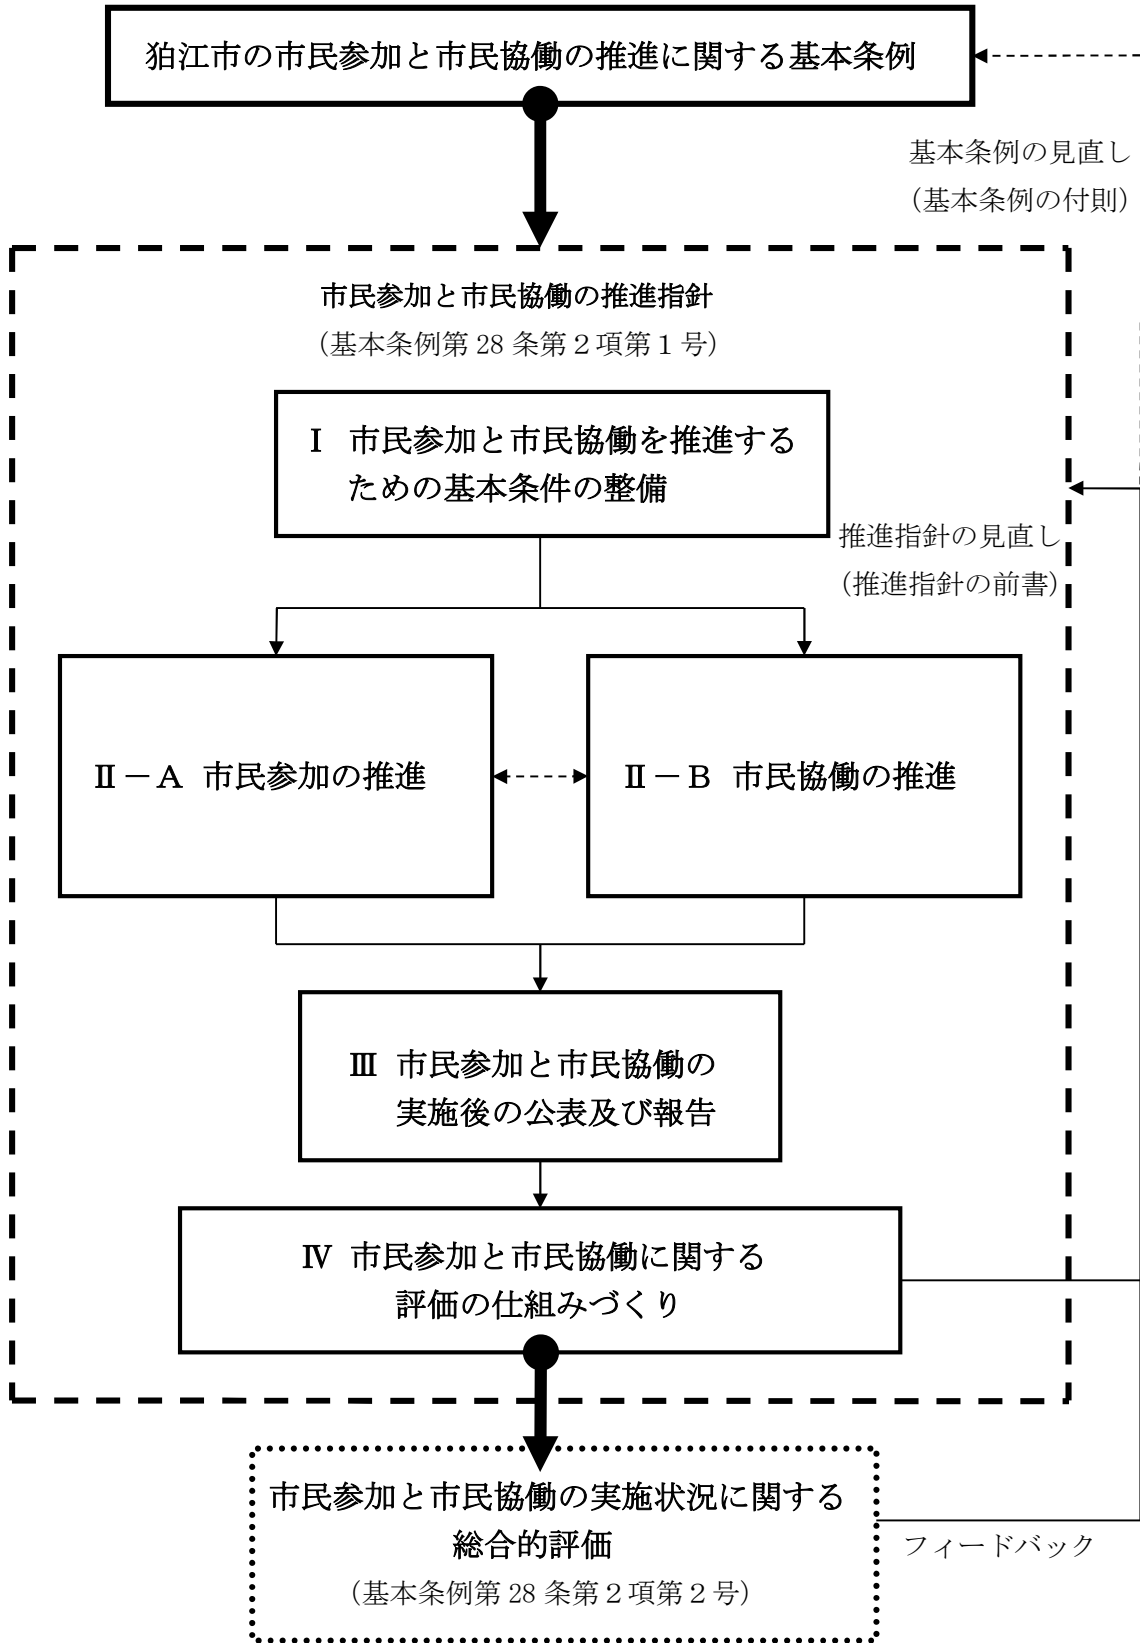 狛江市の市民参加と市民協働の推進に関する基本条例
基本条例の見直し
（基本条例の付則）
市民参加と市民協働の推進指針
（基本条例第 28 条第２項第１号）
Ⅰ 市民参加と市民協働を推進する
ための基本条件の整備
推進指針の見直し
（推進指針の前書）
Ⅱ－Ａ 市民参加の推進
Ⅱ－Ｂ 市民協働の推進
Ⅲ 市民参加と市民協働の
実施後の公表及び報告
Ⅳ 市民参加と市民協働に関する
評価の仕組みづくり
市民参加と市民協働の実施状況に関する
総合的評価
（基本条例第 28 条第２項第２号）
フィードバック